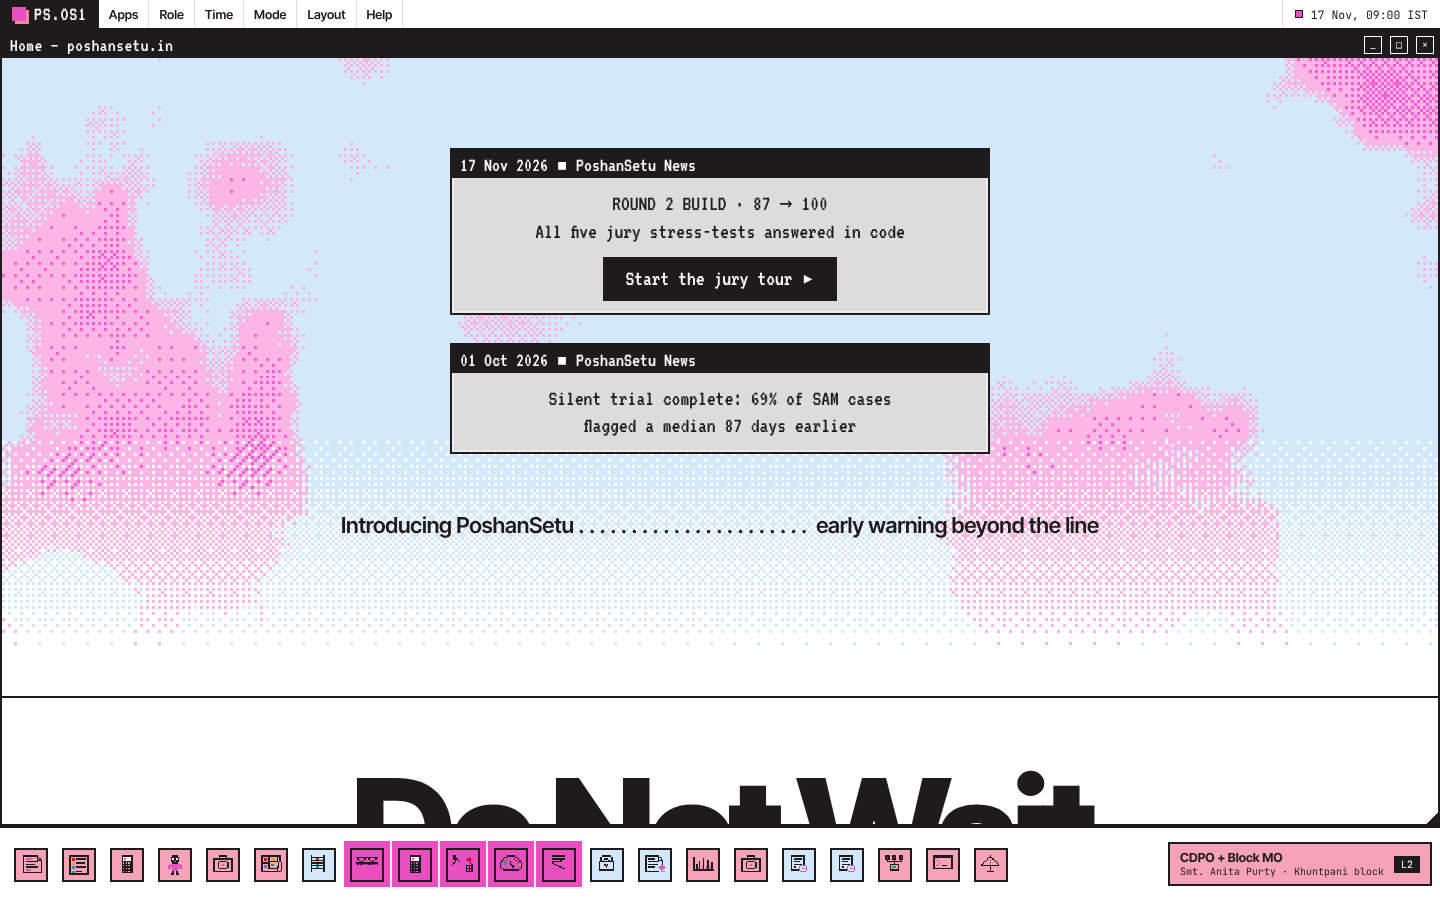 PS.OS1 Apps Role Time Mode Layout Help 17 Nov, 09:00 IST
Home — poshansetu.in
17 Nov 2026 ■ PoshanSetu News
ROUND 2 BUILD · 87 → 100
All five jury stress-tests answered in code
Start the jury tour ▶
01 Oct 2026 ■ PoshanSetu News
Silent trial complete: 69% of SAM cases
flagged a median 87 days earlier
Introducing PoshanSetu . . . . . . . . . . . . . . . . . . . . . . early warning beyond the line
Do Not Wait
CDPO + Block MO
Smt. Anita Purty · Khuntpani block L2